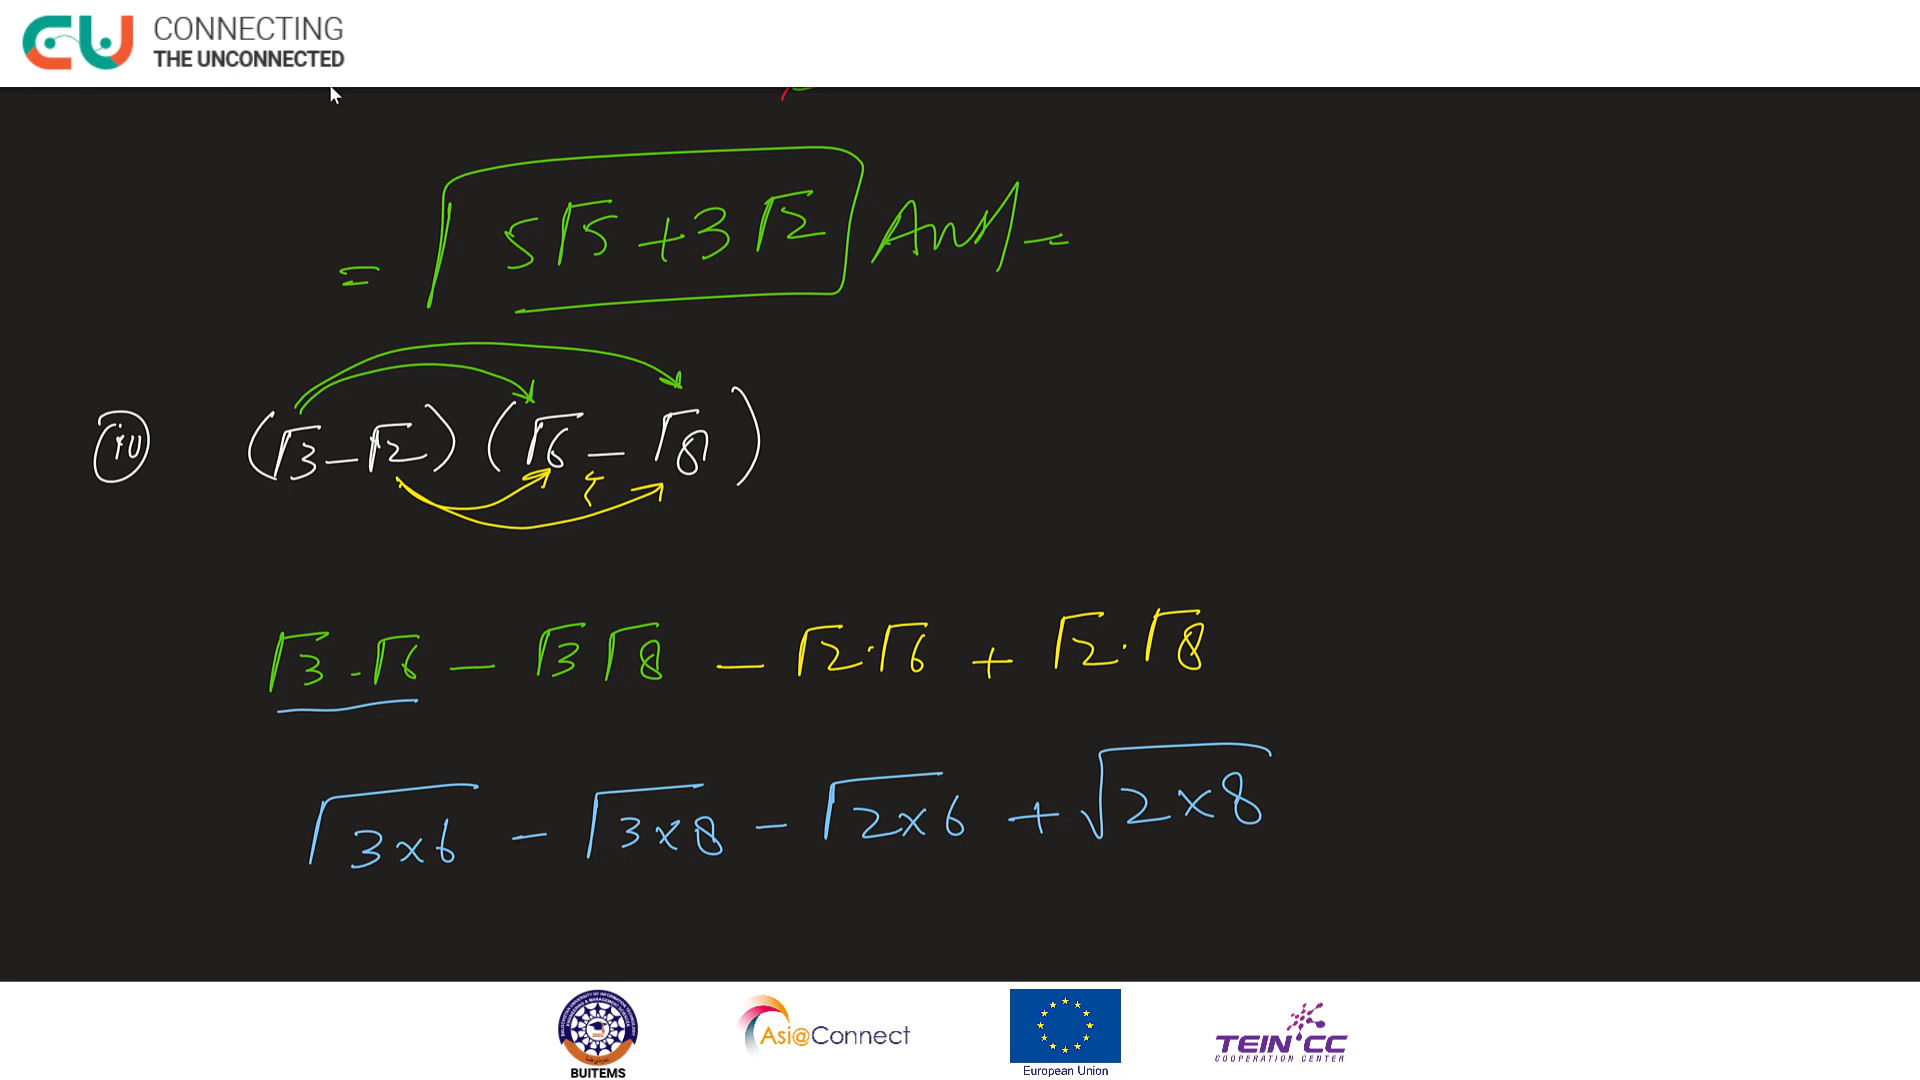 CONNECTING
THE UNCONNECTED
= 5√5 + 3√2 Ans =
(iv) (√3 - √2) (√6 - √8)
√3 . √6 - √3 √8 - √2 . √6 + √2 . √8
√3×6 - √3×8 - √2×6 + √2×8
BUITEMS
Asi@Connect
European Union
TEIN*CC
COOPERATION CENTER